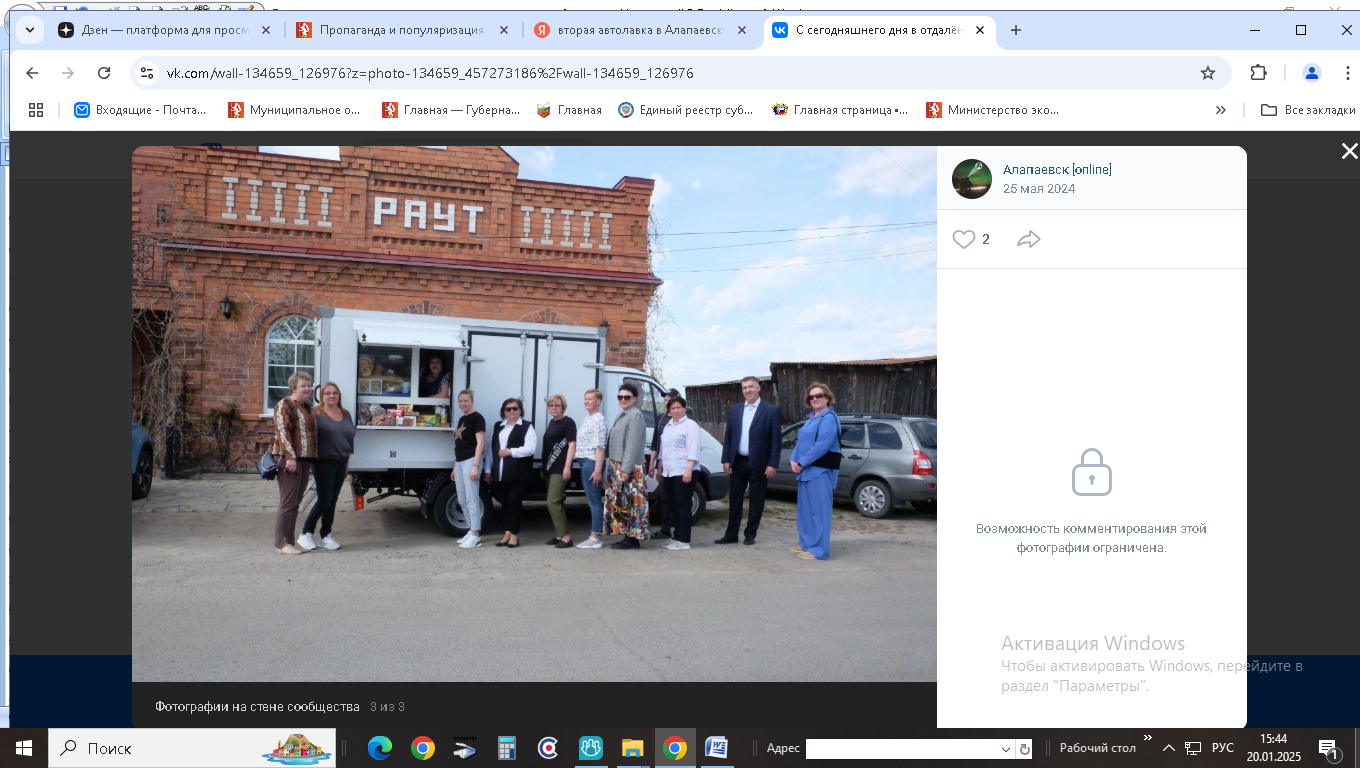 Дзен — платформа для просм
Пропаганда и популяризация
вторая автолавка в Алапаевск
С сегодняшнего дня в отдалён
vk.com/wall-134659_126976?z=photo-134659_457273186%2Fwall-134659_126976
Входящие - Почта...
Муниципальное о...
Главная — Губерна...
Главная
Единый реестр суб...
Главная страница •...
Министерство эко...
»
Все закладки
РАУТ
Алапаевск [online]
25 мая 2024
2
Возможность комментирования этой
фотографии ограничена.
Активация Windows
Чтобы активировать Windows, перейдите в
раздел "Параметры".
Фотографии на стене сообщества 3 из 3
Поиск
Адрес
Рабочий стол
»
РУС
15:44
20.01.2025
1